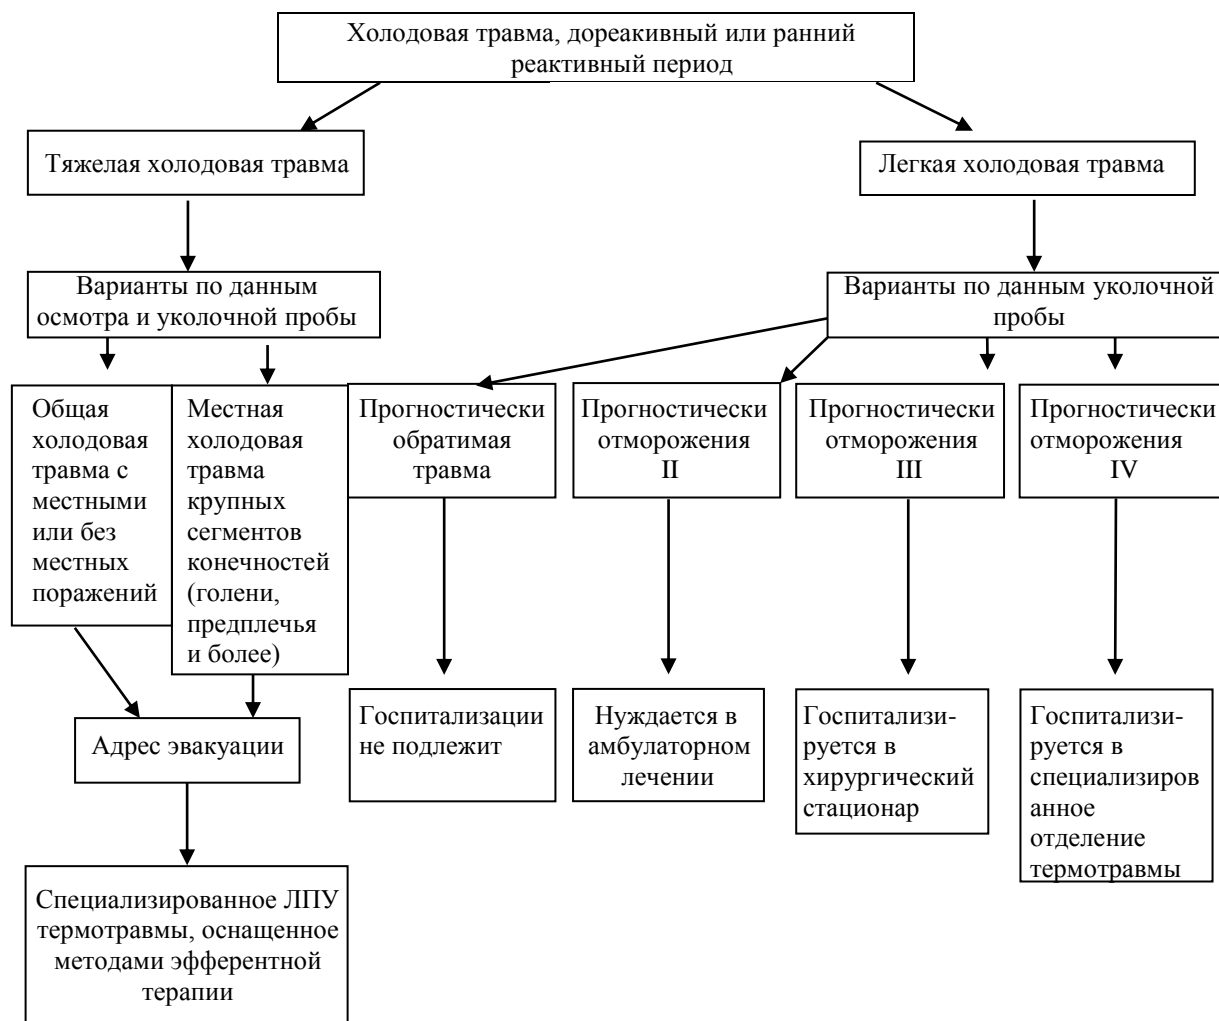 Холодовая травма, дореакивный или ранний
реактивный период
Тяжелая холодовая травма
Легкая холодовая травма
Варианты по данным
осмотра и уколочной пробы
Варианты по данным уколочной
пробы
Общая
холодовая
травма с
местными
или без
местных
поражений
Местная
холодовая
травма
крупных
сегментов
конечностей
(голени,
предплечья
и более)
Прогностически
обратимая
травма
Прогностически
отморожения
II
Прогностически
отморожения
III
Прогностически
отморожения
IV
Адрес эвакуации
Госпитализации
не подлежит
Нуждается в
амбулаторном
лечении
Госпитализи-
руется в
хирургический
стационар
Госпитализи-
руется в
специализиров
анное
отделение
термотравмы
Специализированное ЛПУ
термотравмы, оснащенное
методами эфферентной
терапии